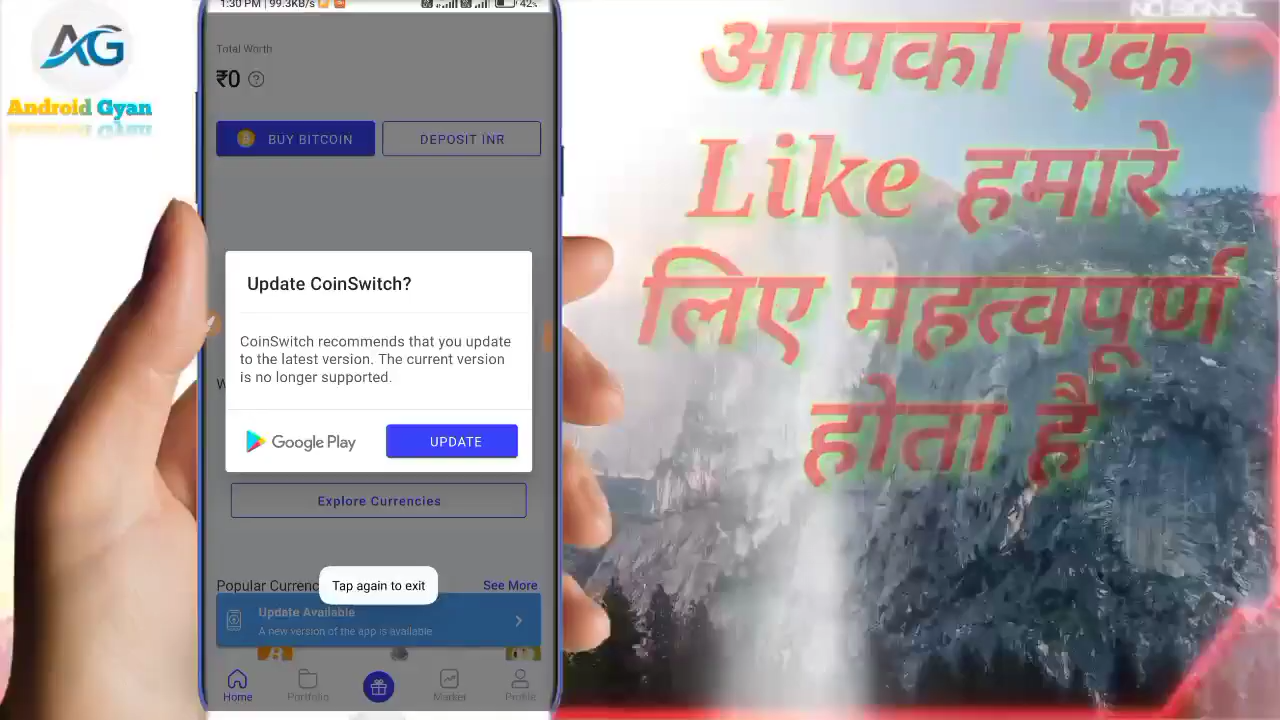 NO SIGNAL
AG
Android Gyan
1:30 PM | 99.3KB/s
42%
Total Worth
₹0 ?
BUY BITCOIN
DEPOSIT INR
Update CoinSwitch?
CoinSwitch recommends that you update
to the latest version. The current version
is no longer supported.
Google Play
UPDATE
Explore Currencies
Tap again to exit
Popular Currenc
See More
Update Available
A new version of the app is available
Home
Portfolio
Market
Profile
आपका एक
Like हमारे
लिए महत्वपूर्ण
होता है